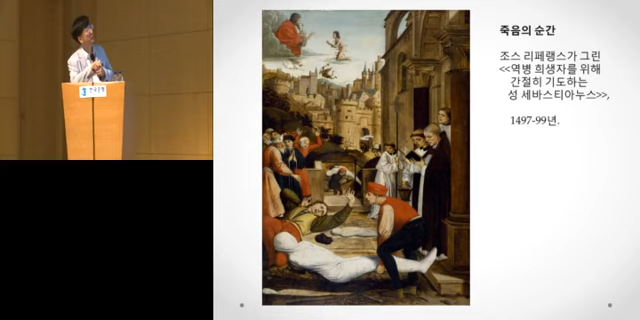 죽음의 순간
조스 리페랭스가 그린
<<역병 희생자를 위해
간절히 기도하는
성 세바스티아누스>>,
1497-99년.